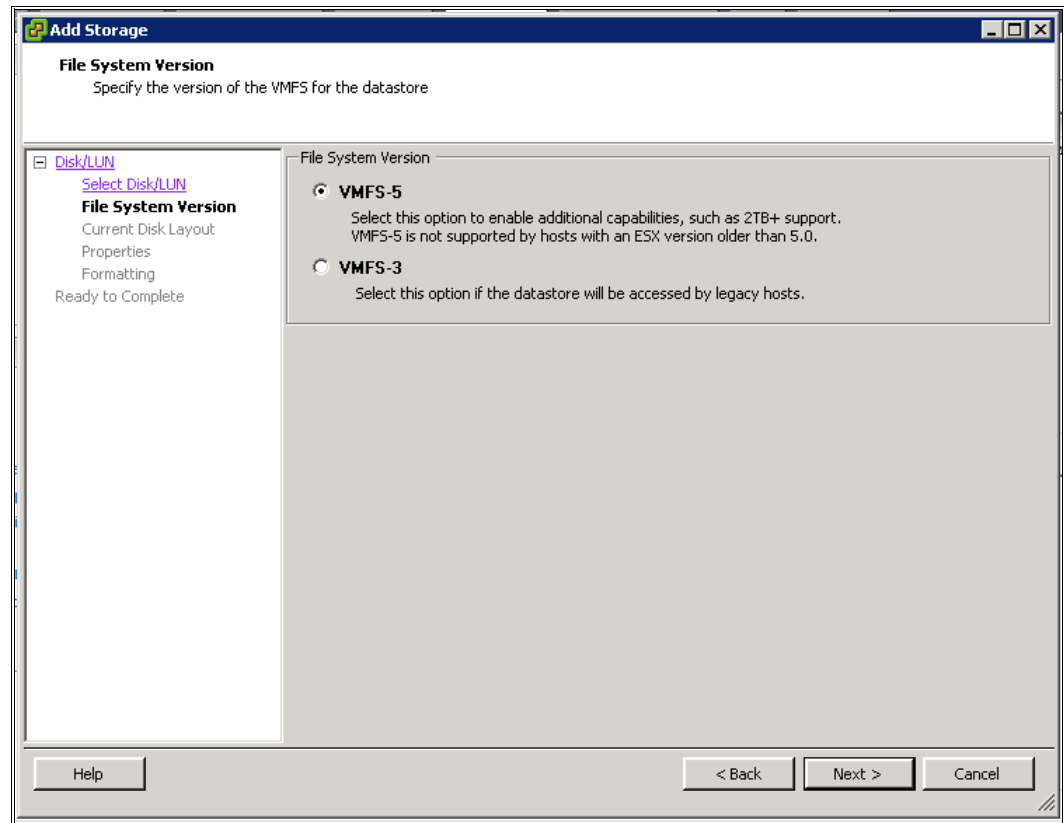 Add Storage
File System Version
Specify the version of the VMFS for the datastore
Disk/LUN
Select Disk/LUN
File System Version
Current Disk Layout
Properties
Formatting
Ready to Complete
File System Version
VMFS-5
Select this option to enable additional capabilities, such as 2TB+ support.
VMFS-5 is not supported by hosts with an ESX version older than 5.0.
VMFS-3
Select this option if the datastore will be accessed by legacy hosts.
Help
< Back
Next >
Cancel